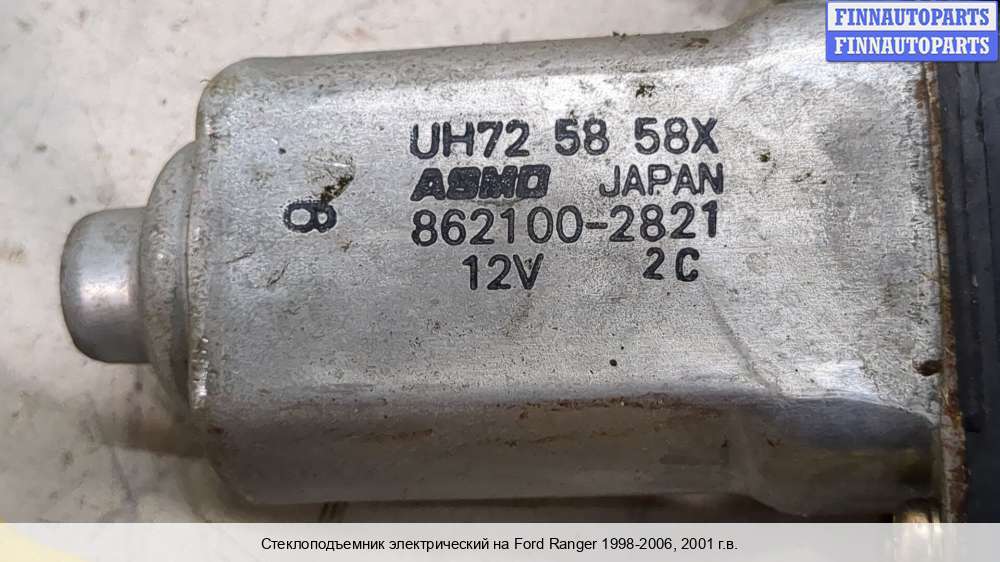 FINNAUTOPARTS
FINNAUTOPARTS
UH72 58 58X
ASMO JAPAN
862100-2821
12V 2C
8
Стеклоподъемник электрический на Ford Ranger 1998-2006, 2001 г.в.